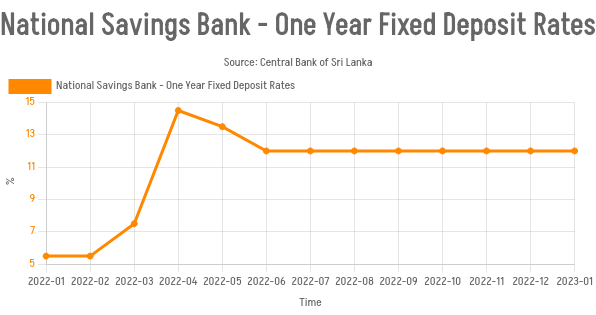 National Savings Bank - One Year Fixed Deposit Rates
Source: Central Bank of Sri Lanka
National Savings Bank - One Year Fixed Deposit Rates
15
13
11
9
7
5
%
2022-01 2022-02 2022-03 2022-04 2022-05 2022-06 2022-07 2022-08 2022-09 2022-10 2022-11 2022-12 2023-01
Time